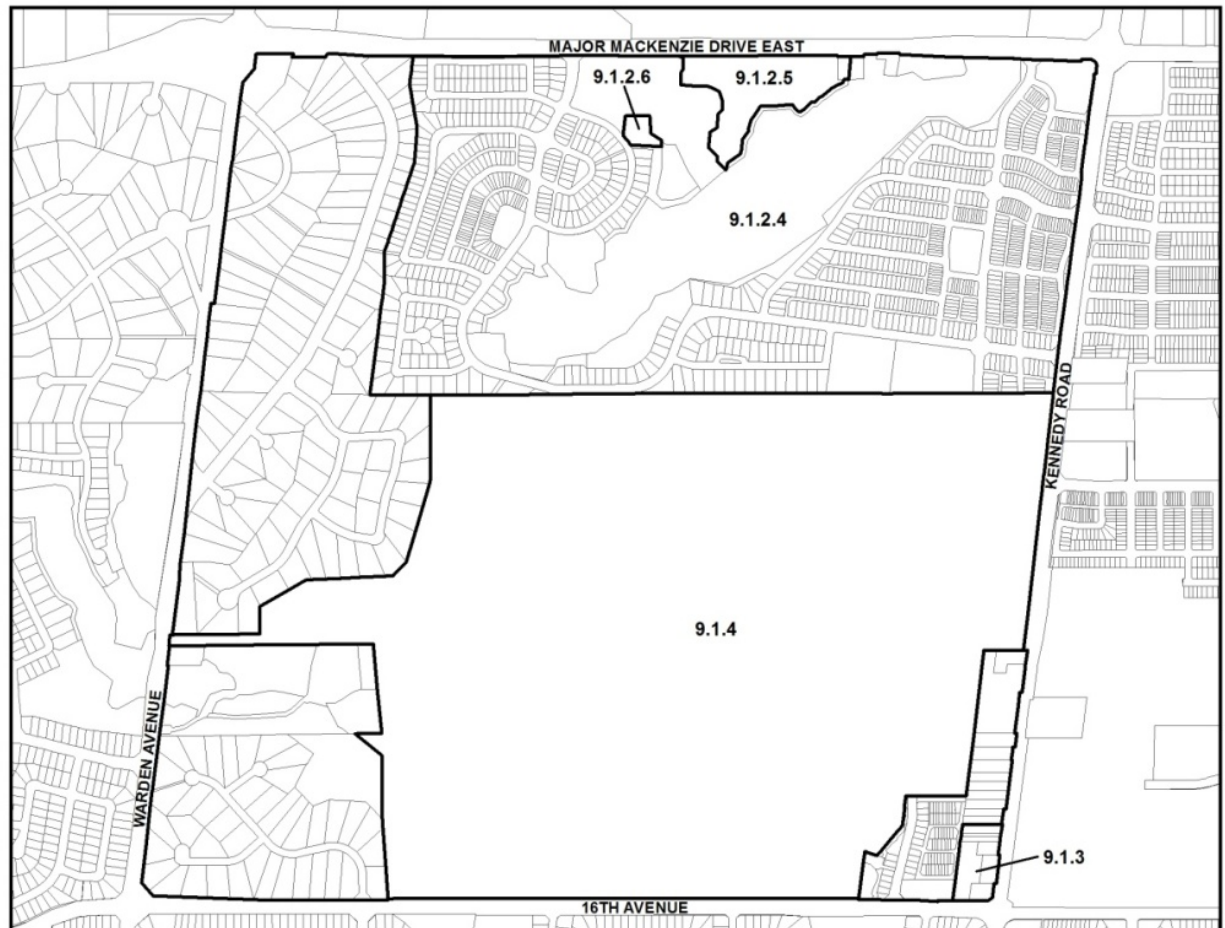 MAJOR MACKENZIE DRIVE EAST
9.1.2.6
9.1.2.5
9.1.2.4
KENNEDY ROAD
9.1.4
WARDEN AVENUE
9.1.3
16TH AVENUE